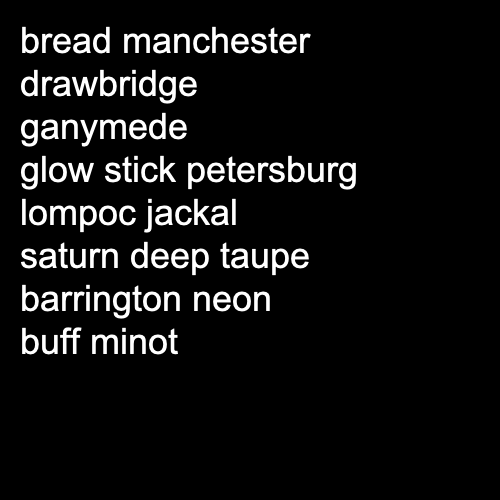 bread manchester
drawbridge
ganymede
glow stick petersburg
lompoc jackal
saturn deep taupe
barrington neon
buff minot